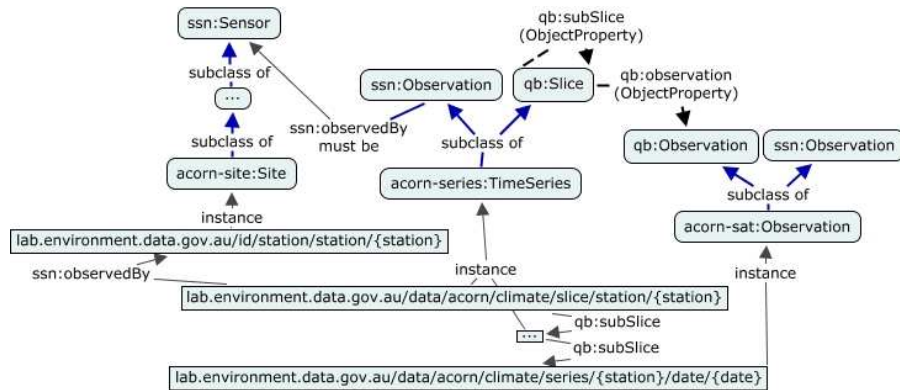 ssn:Sensor
qb:subSlice
(ObjectProperty)
subclass of
ssn:Observation
qb:Slice
qb:observation
(ObjectProperty)
...
ssn:observedBy
must be
subclass of
subclass of
qb:Observation
ssn:Observation
acorn-site:Site
acorn-series:TimeSeries
subclass of
instance
acorn-sat:Observation
lab.environment.data.gov.au/id/station/station/{station}
ssn:observedBy
instance
instance
lab.environment.data.gov.au/data/acorn/climate/slice/station/{station}
qb:subSlice
...
qb:subSlice
lab.environment.data.gov.au/data/acorn/climate/series/{station}/date/{date}